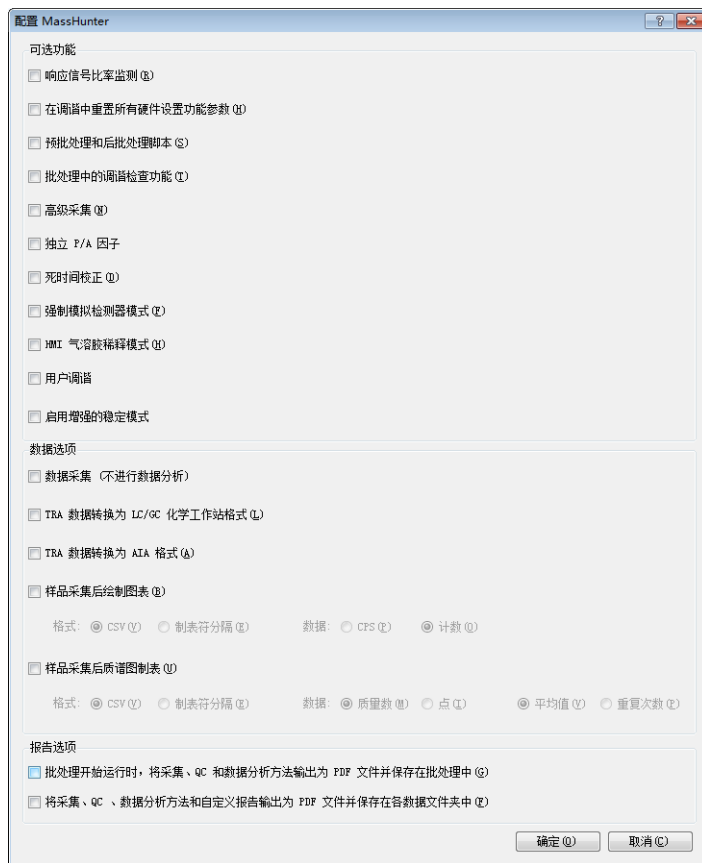 配置 MassHunter
可选功能
响应信号比率监测(R)
在调谐中重置所有硬件设置功能参数(H)
预批处理和后批处理脚本(S)
批处理中的调谐检查功能(T)
高级采集(N)
独立 P/A 因子
死时间校正(D)
强制模拟检测器模式(F)
HMI 气溶胶稀释模式(H)
用户调谐
启用增强的稳定模式
数据选项
数据采集 (不进行数据分析)
TRA 数据转换为 LC/GC 化学工作站格式(L)
TRA 数据转换为 AIA 格式(A)
样品采集后绘制图表(B)
格式: CSV(V) 制表符分隔(E) 数据: CPS(P) 计数(O)
样品采集后质谱图制表(U)
格式: CSV(V) 制表符分隔(E) 数据: 质量数(M) 点(I) 平均值(V) 重复次数(P)
报告选项
批处理开始运行时, 将采集、QC 和数据分析方法输出为 PDF 文件并保存在批处理中(G)
将采集、QC 、数据分析方法和自定义报告输出为 PDF 文件并保存在各数据文件夹中(F)
确定(O) 取消(C)